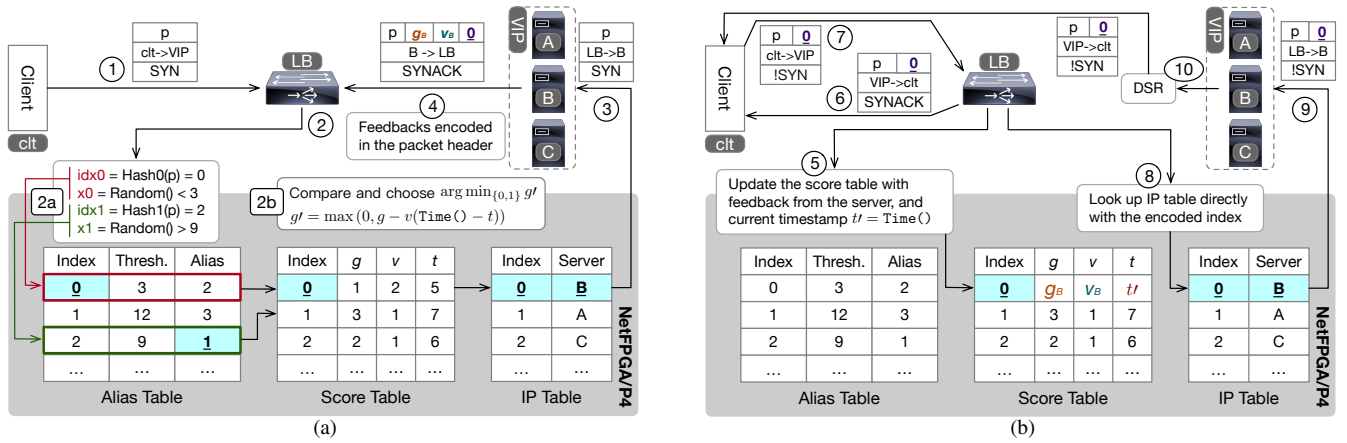 p
clt->VIP
SYN
1
Client
clt
LB
p gB vB 0
B -> LB
SYNACK
4
Feedbacks encoded
in the packet header
VIP
A
B
C
p
LB->B
SYN
3
2
2a
idx0 = Hash0(p) = 0
x0 = Random() < 3
idx1 = Hash1(p) = 2
x1 = Random() > 9
2b
Compare and choose arg min{0,1} g′
g′ = max (0, g − v(Time() − t))
Index Thresh. Alias
0 3 2
1 12 3
2 9 1
... ... ...
Alias Table
Index g v t
0 1 2 5
1 3 1 7
2 2 1 6
... ... ... ...
Score Table
Index Server
0 B
1 A
2 C
... ...
IP Table
NetFPGA/P4
(a)
Client
clt
p 0
clt->VIP
!SYN
7
p 0
VIP->clt
SYNACK
6
LB
p 0
VIP->clt
!SYN
10
DSR
VIP
A
B
C
p 0
LB->B
!SYN
9
5
Update the score table with
feedback from the server, and
current timestamp t′ = Time()
8
Look up IP table directly
with the encoded index
Index Thresh. Alias
0 3 2
1 12 3
2 9 1
... ... ...
Alias Table
Index g v t
0 gB vB t′
1 3 1 7
2 2 1 6
... ... ... ...
Score Table
Index Server
0 B
1 A
2 C
... ...
IP Table
NetFPGA/P4
(b)